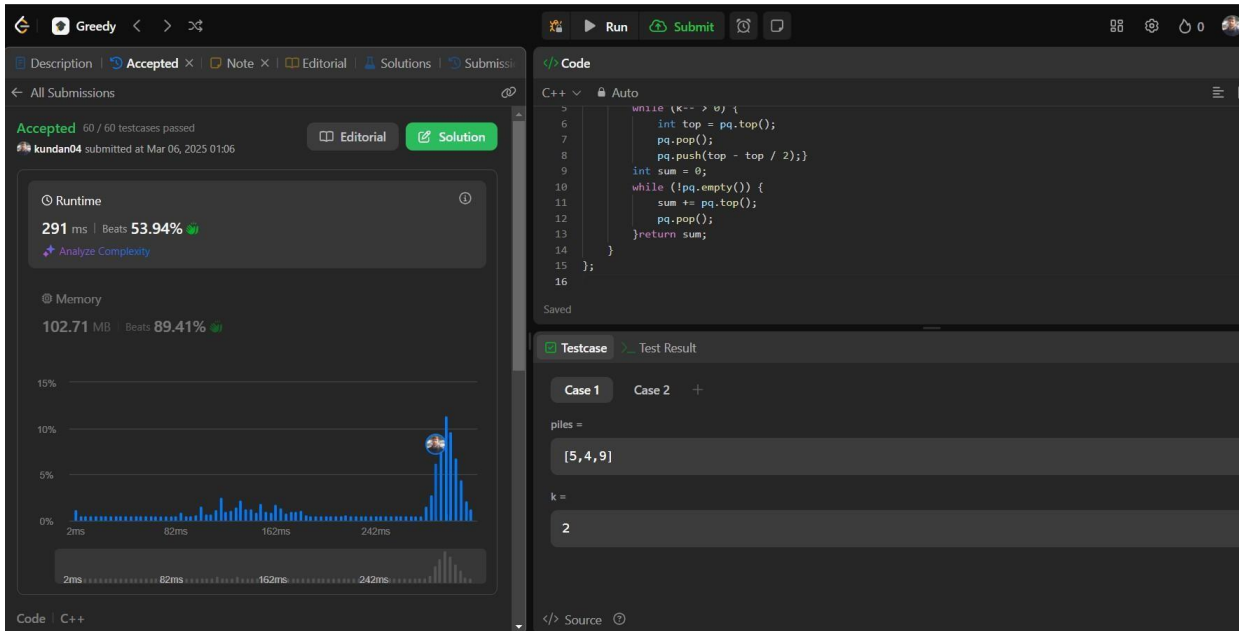 Greedy
Run
Submit
0
Description
Accepted
Note
Editorial
Solutions
Submissi
</>Code
All Submissions
C++
Auto
Accepted 60 / 60 testcases passed
kundan04 submitted at Mar 06, 2025 01:06
Editorial
Solution
Runtime
291 ms | Beats 53.94%
Analyze Complexity
Memory
102.71 MB | Beats 89.41%
15%
10%
5%
0%
2ms 82ms 162ms 242ms
2ms 82ms 162ms 242ms
Code | C++
5 while (k-- > 0) {
6 int top = pq.top();
7 pq.pop();
8 pq.push(top - top / 2);}
9 int sum = 0;
10 while (!pq.empty()) {
11 sum += pq.top();
12 pq.pop();
13 }return sum;
14 }
15 };
16
Saved
Testcase
>_ Test Result
Case 1 Case 2 +
piles =
[5,4,9]
k =
2
</> Source